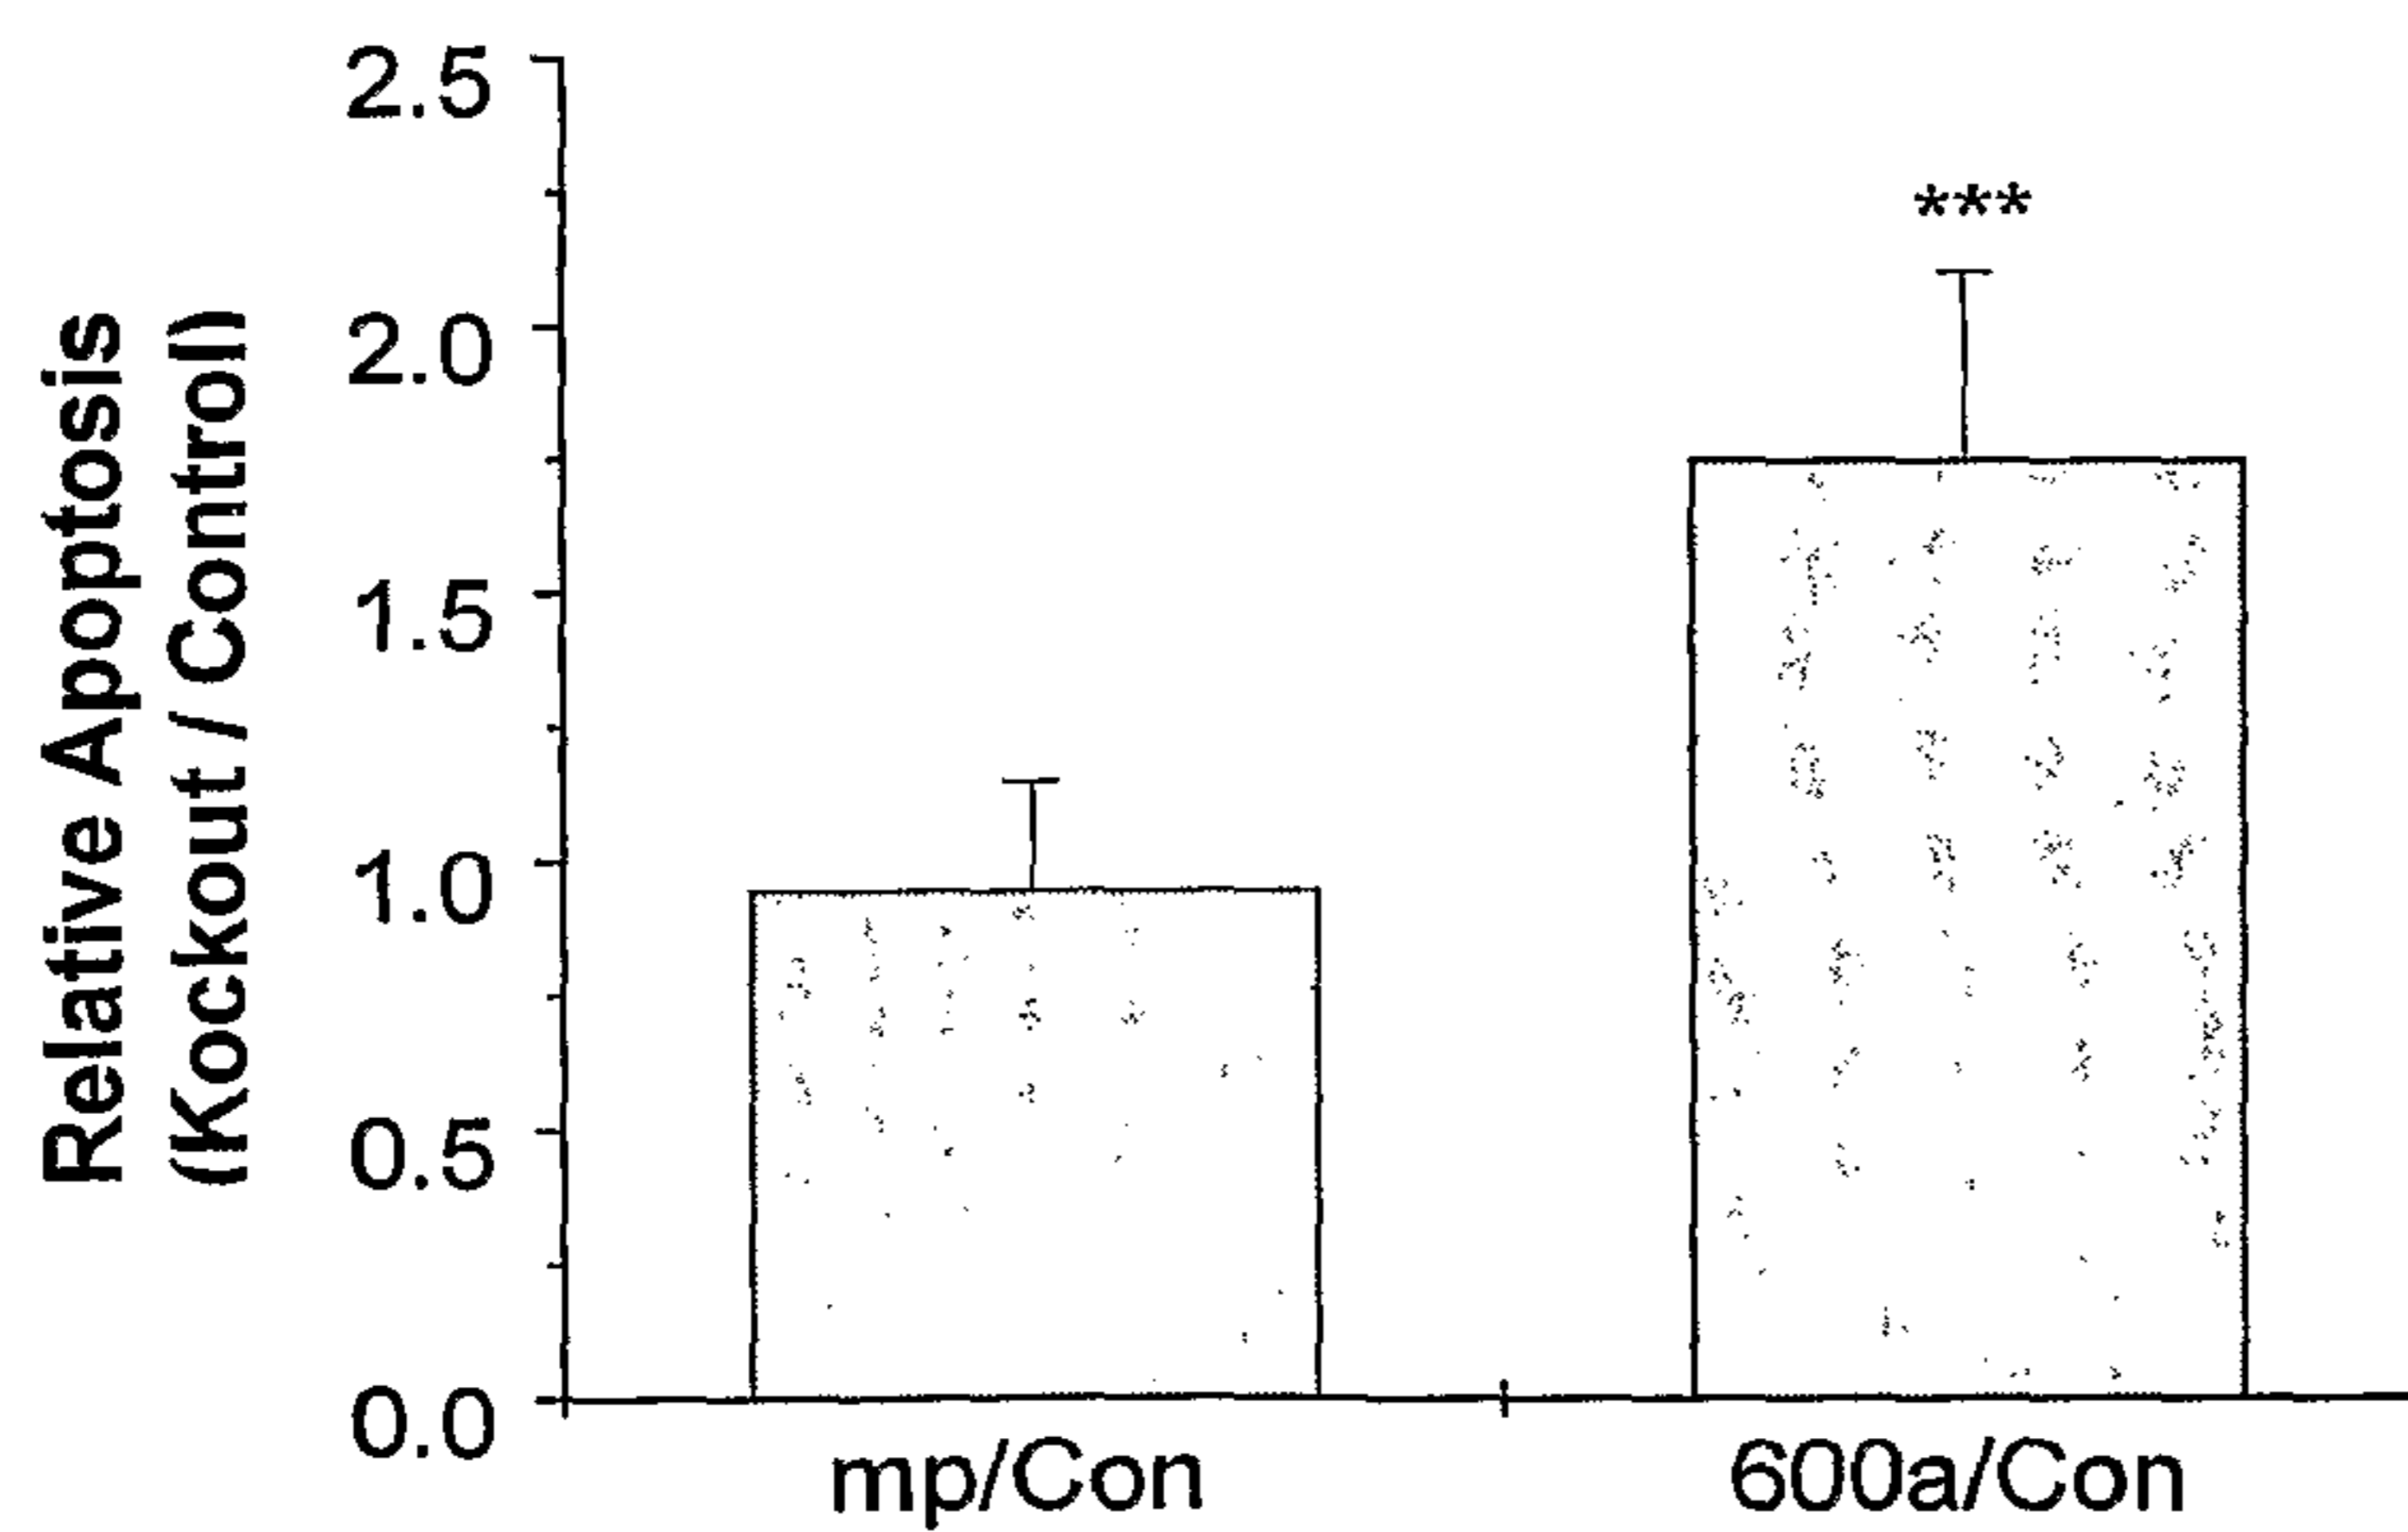 Relative Apoptosis
(Kockout / Control)
2.5
2.0
1.5
1.0
0.5
0.0
***
mp/Con
600a/Con